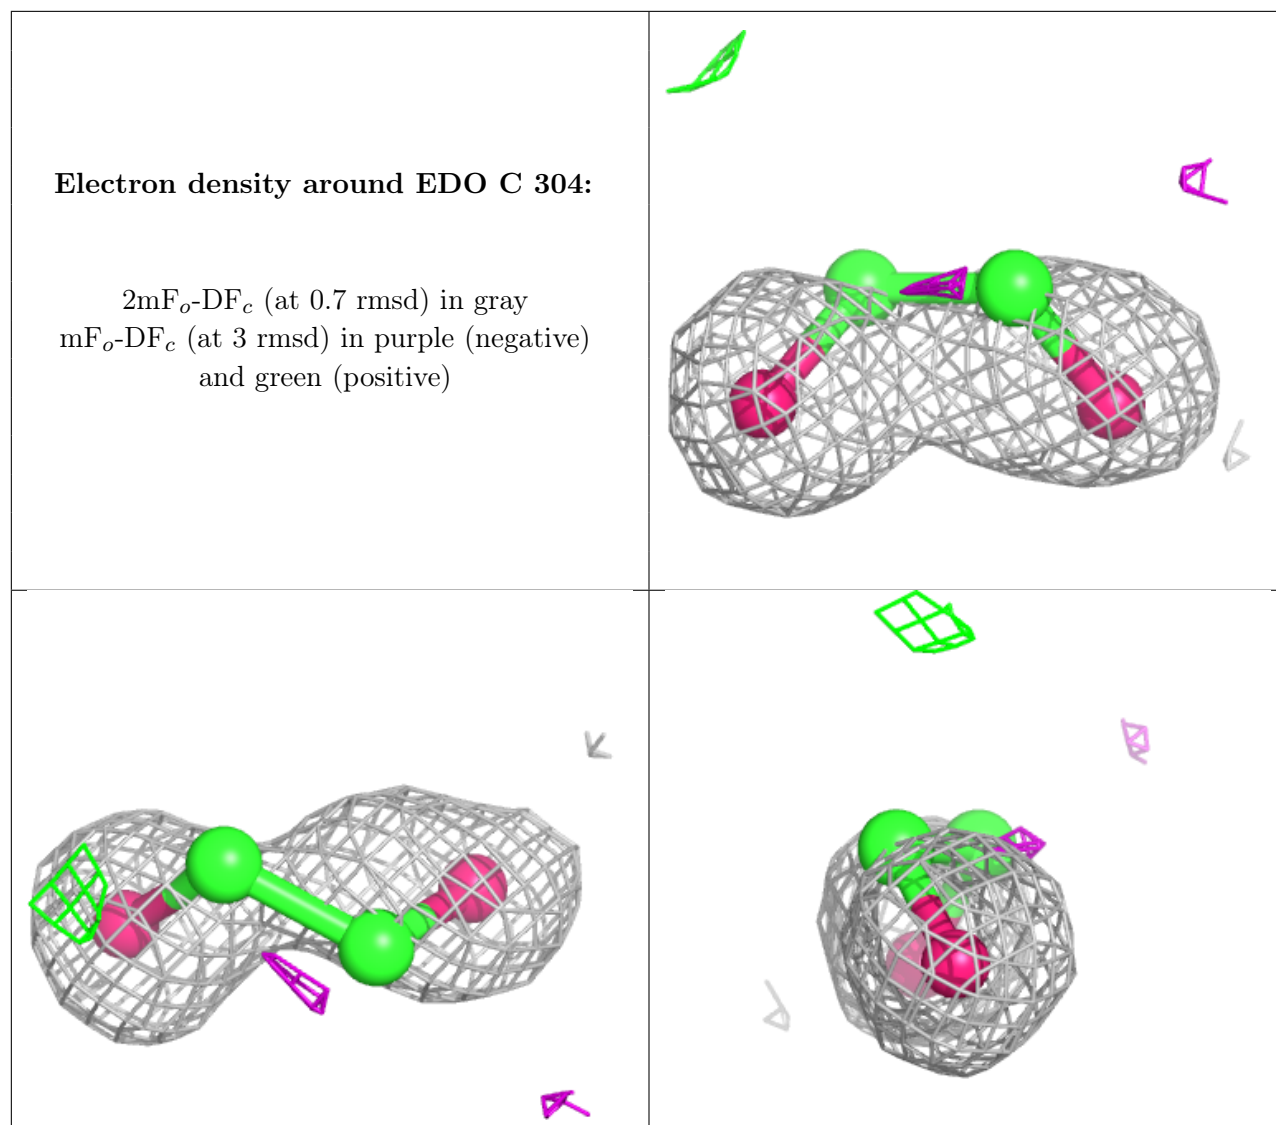 Electron density around EDO C 304:
2mFo-DFc (at 0.7 rmsd) in gray
mFo-DFc (at 3 rmsd) in purple (negative)
and green (positive)